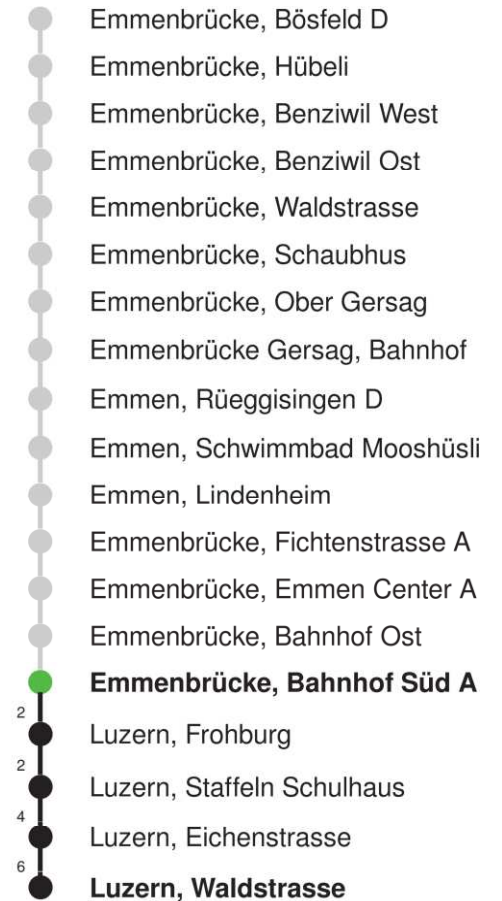 Emmenbrücke, Bösfeld D
Emmenbrücke, Hübeli
Emmenbrücke, Benziwil West
Emmenbrücke, Benziwil Ost
Emmenbrücke, Waldstrasse
Emmenbrücke, Schaubhus
Emmenbrücke, Ober Gersag
Emmenbrücke Gersag, Bahnhof
Emmen, Rüeggisingen D
Emmen, Schwimmbad Mooshüsli
Emmen, Lindenheim
Emmenbrücke, Fichtenstrasse A
Emmenbrücke, Emmen Center A
Emmenbrücke, Bahnhof Ost
Emmenbrücke, Bahnhof Süd A
2 Luzern, Frohburg
2 Luzern, Staffeln Schulhaus
4 Luzern, Eichenstrasse
6 Luzern, Waldstrasse